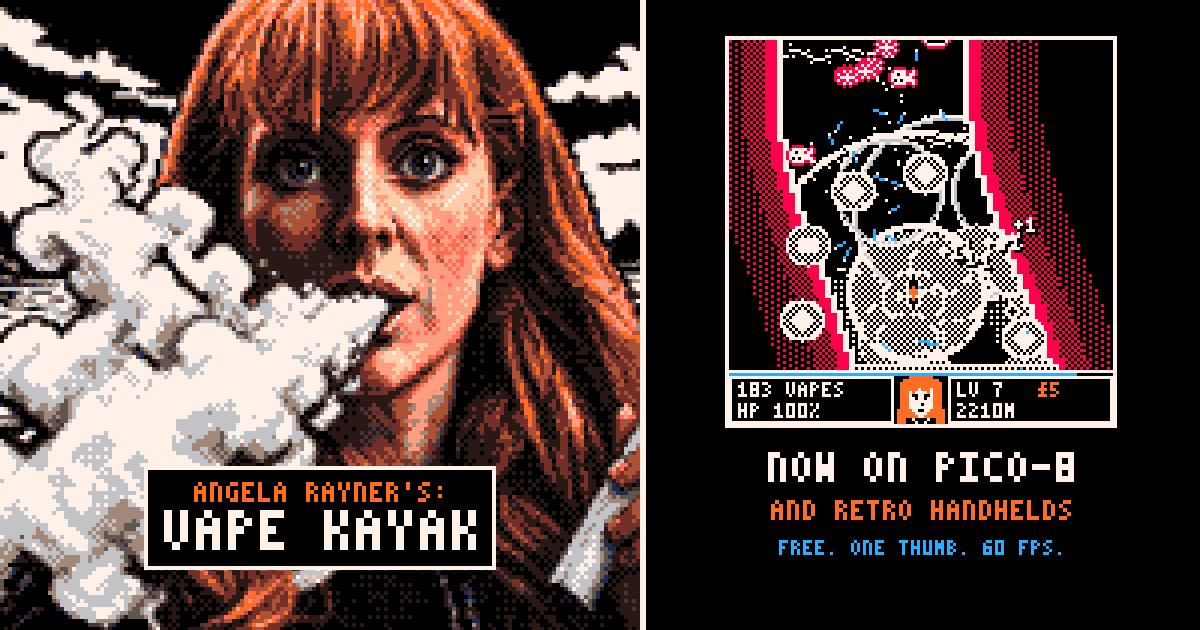 ANGELA RAYNER'S:
VAPE KAYAK
+1
183 VAPES
HP 100%
LV 7 £5
2210M
NOW ON PICO-8
AND RETRO HANDHELDS
FREE. ONE THUMB. 60 FPS.